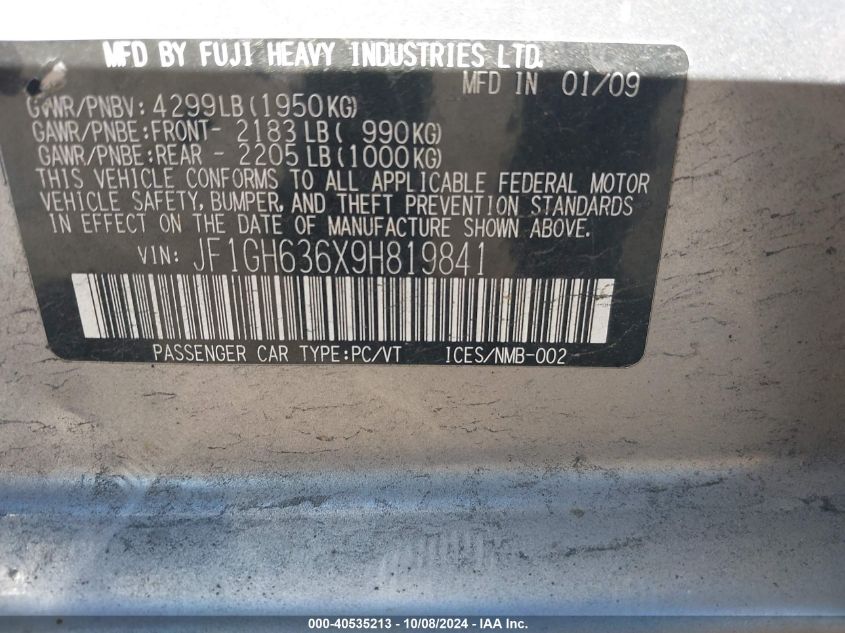 MFD BY FUJI HEAVY INDUSTRIES LTD.
MFD IN 01/09
GVWR/PNBV: 4299LB(1950KG)
GAWR/PNBE:FRONT- 2183LB( 990KG)
GAWR/PNBE:REAR - 2205LB(1000KG)
THIS VEHICLE CONFORMS TO ALL APPLICABLE FEDERAL MOTOR
VEHICLE SAFETY, BUMPER, AND THEFT PREVENTION STANDARDS
IN EFFECT ON THE DATE OF MANUFACTURE SHOWN ABOVE.
VIN: JF1GH636X9H819841
PASSENGER CAR TYPE:PC/VT ICES/NMB-002
000-40535213 - 10/08/2024 - IAA Inc.